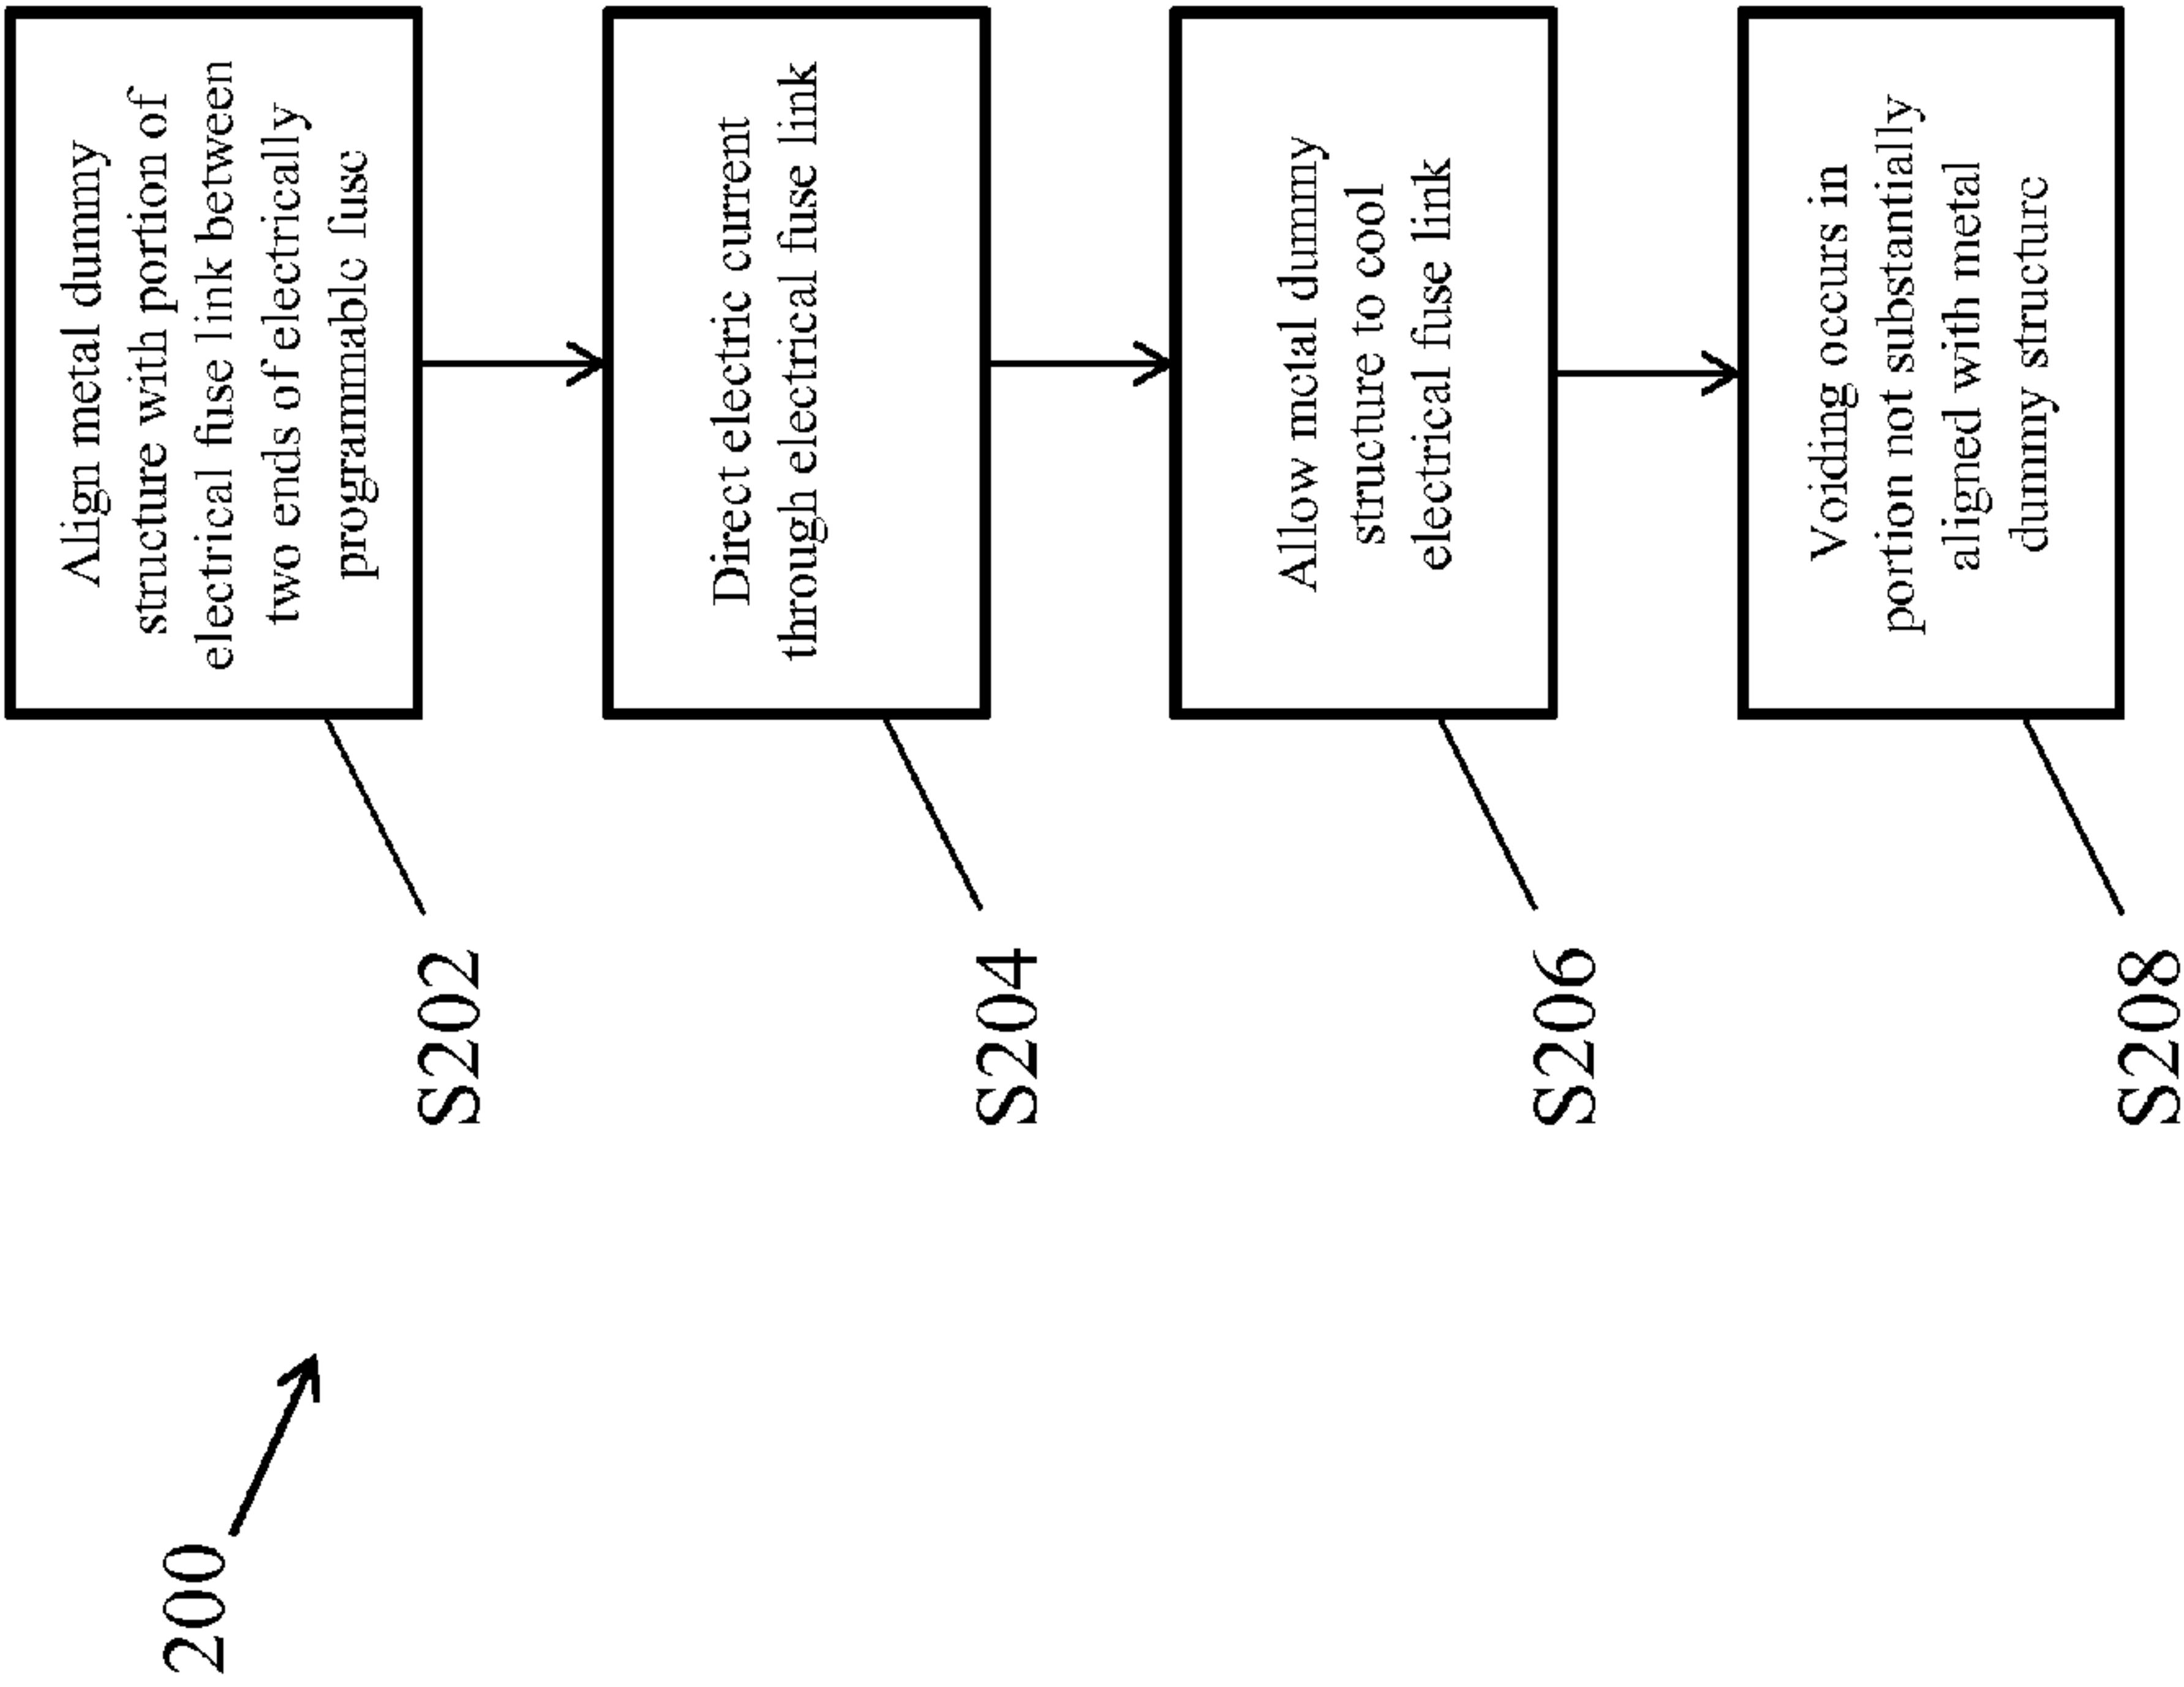 200
S202
Align metal dummy
structure with portion of
electrical fuse link between
two ends of electrically
programmable fuse
S204
Direct electric current
through electrical fuse link
S206
Allow metal dummy
structure to cool
electrical fuse link
S208
Voiding occurs in
portion not substantially
aligned with metal
dummy structure